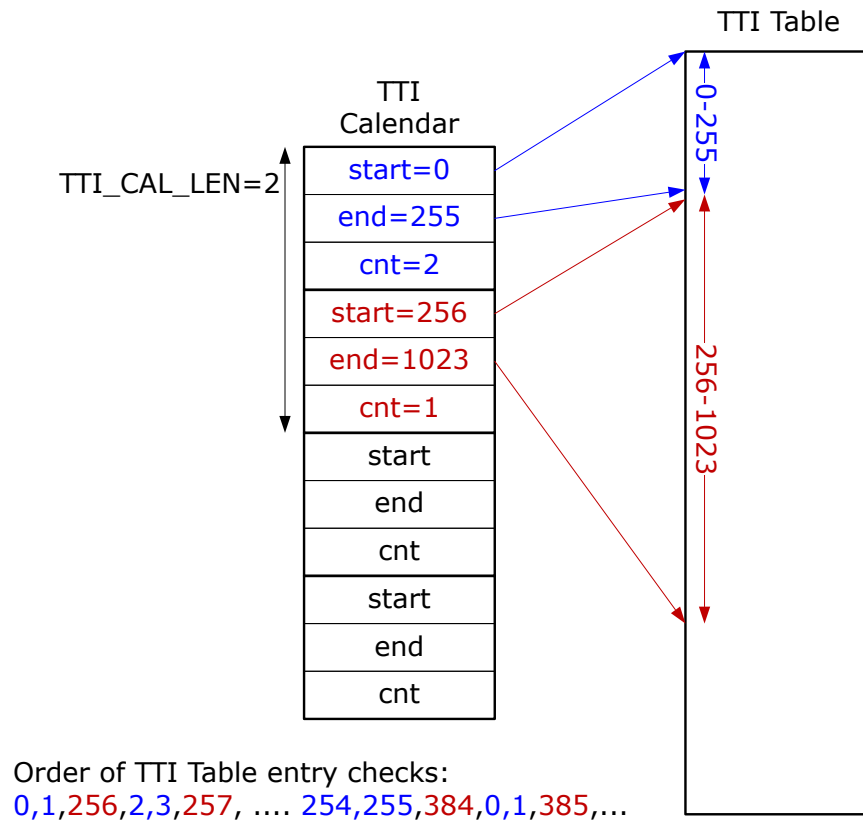 TTI Table
TTI
Calendar
TTI_CAL_LEN=2
start=0
end=255
cnt=2
start=256
end=1023
cnt=1
start
end
cnt
start
end
cnt
0-255
256-1023
Order of TTI Table entry checks:
0,1,256,2,3,257, .... 254,255,384,0,1,385,...